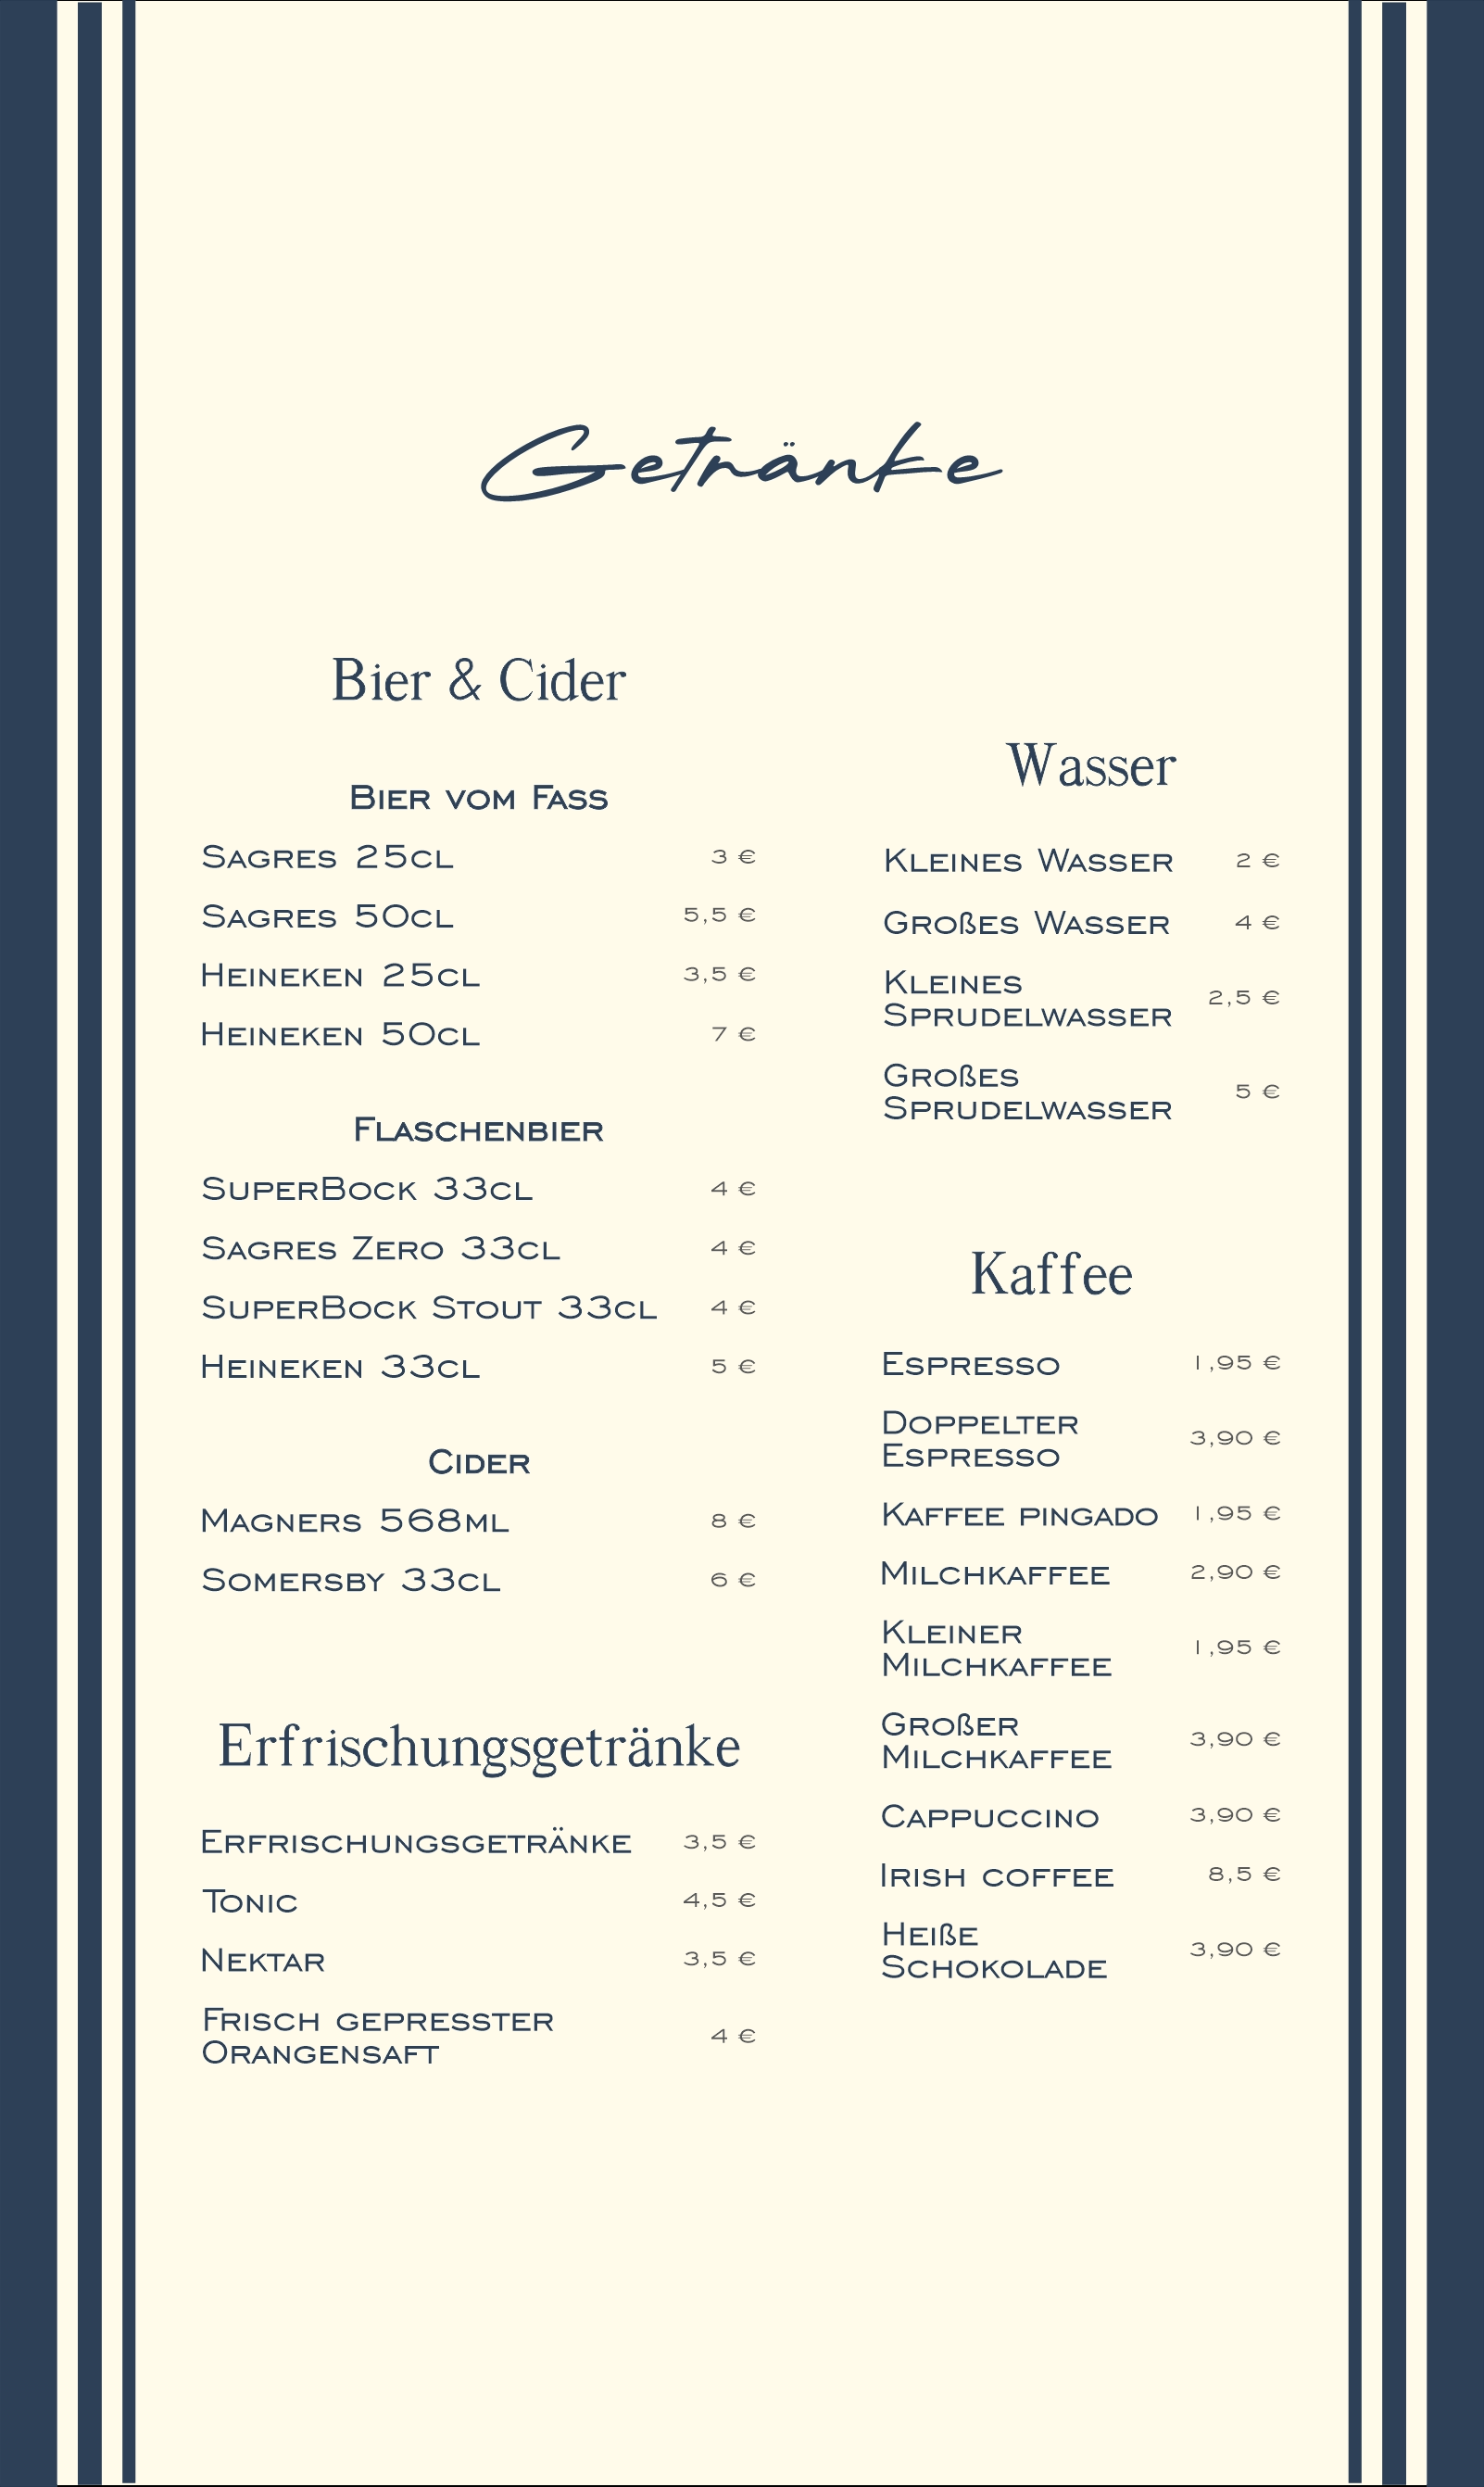 Getränke
Bier & Cider
Bier vom Fass
Sagres 25cl 3 €
Sagres 50cl 5,5 €
Heineken 25cl 3,5 €
Heineken 50cl 7 €
Flaschenbier
SuperBock 33cl 4 €
Sagres Zero 33cl 4 €
SuperBock Stout 33cl 4 €
Heineken 33cl 5 €
Cider
Magners 568ml 8 €
Somersby 33cl 6 €
Erfrischungsgetränke
Erfrischungsgetränke 3,5 €
Tonic 4,5 €
Nektar 3,5 €
Frisch gepresster
Orangensaft 4 €
Wasser
Kleines Wasser 2 €
Großes Wasser 4 €
Kleines
Sprudelwasser 2,5 €
Großes
Sprudelwasser 5 €
Kaffee
Espresso 1,95 €
Doppelter
Espresso 3,90 €
Kaffee pingado 1,95 €
Milchkaffee 2,90 €
Kleiner
Milchkaffee 1,95 €
Großer
Milchkaffee 3,90 €
Cappuccino 3,90 €
Irish coffee 8,5 €
Heiße
Schokolade 3,90 €